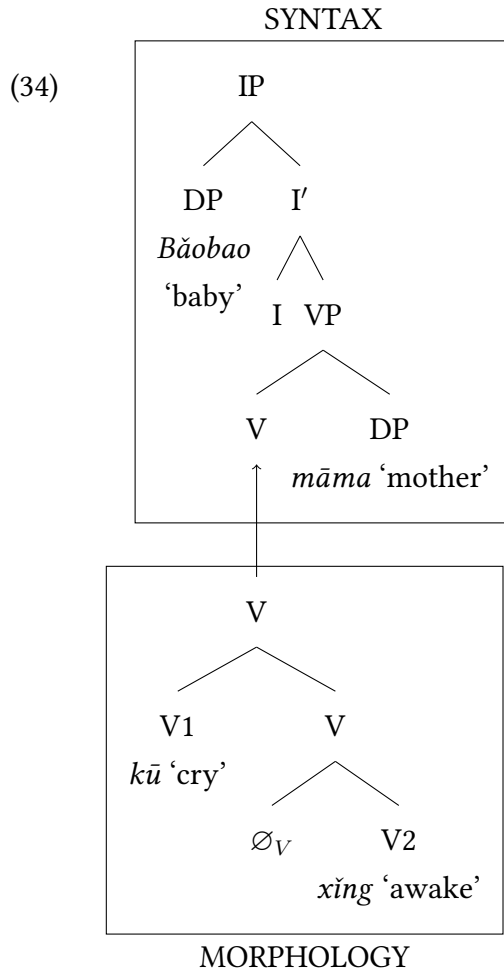 SYNTAX
(34)
IP
DP I′
Bǎobao
‘baby’
I VP
V DP
māma ‘mother’
V
V1 V
kū ‘cry’
∅V V2
xǐng ‘awake’
MORPHOLOGY